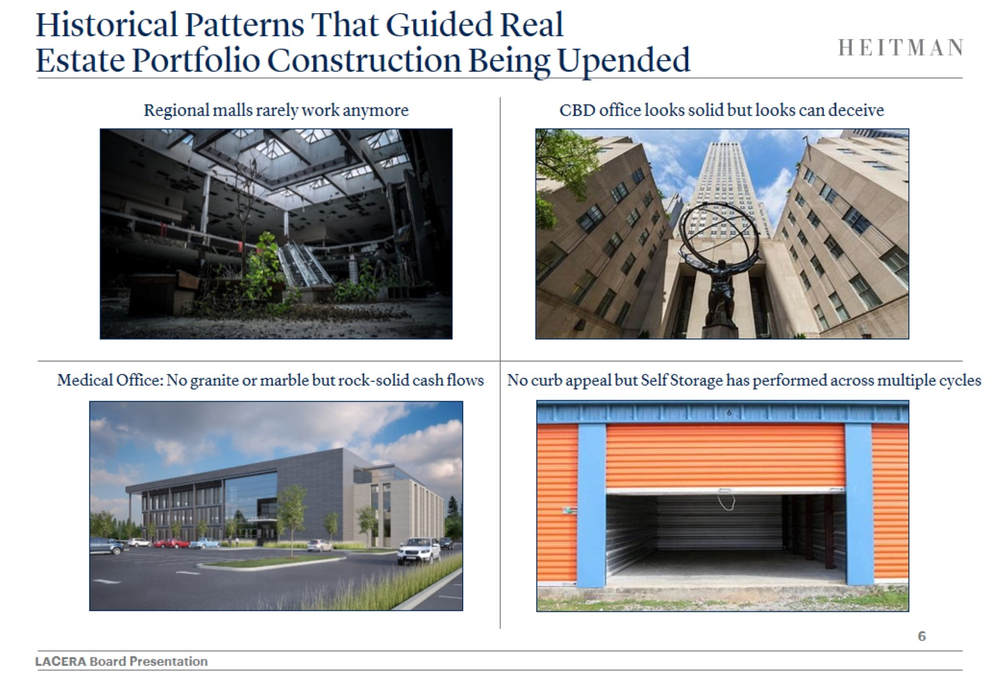 Historical Patterns That Guided Real
Estate Portfolio Construction Being Upended
HEITMAN
Regional malls rarely work anymore
CBD office looks solid but looks can deceive
Medical Office: No granite or marble but rock-solid cash flows
No curb appeal but Self Storage has performed across multiple cycles
6
6
LACERA Board Presentation